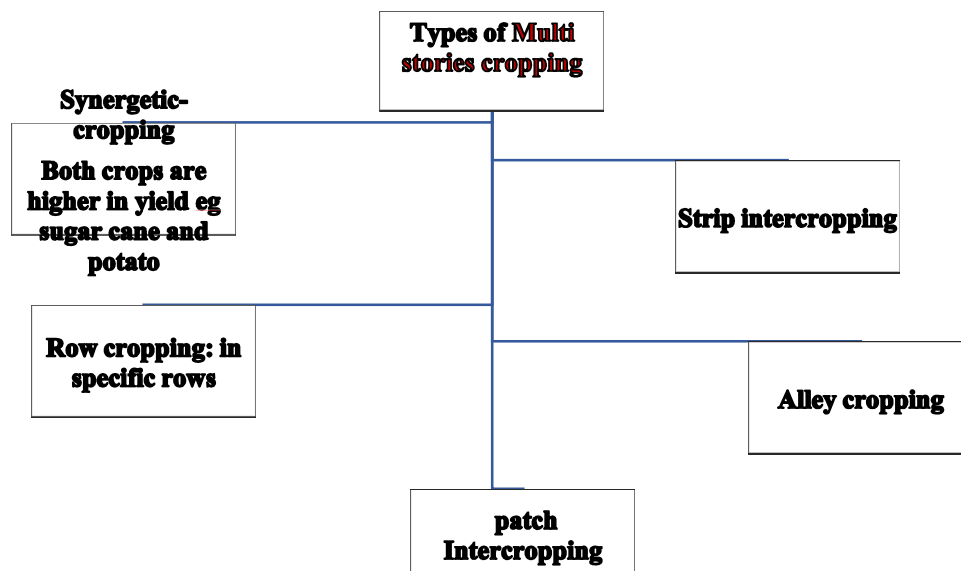 Types of Multi
stories cropping
Synergetic-
cropping
Both crops are
higher in yield eg
sugar cane and
potato
Strip intercropping
Row cropping: in
specific rows
Alley cropping
patch
Intercropping